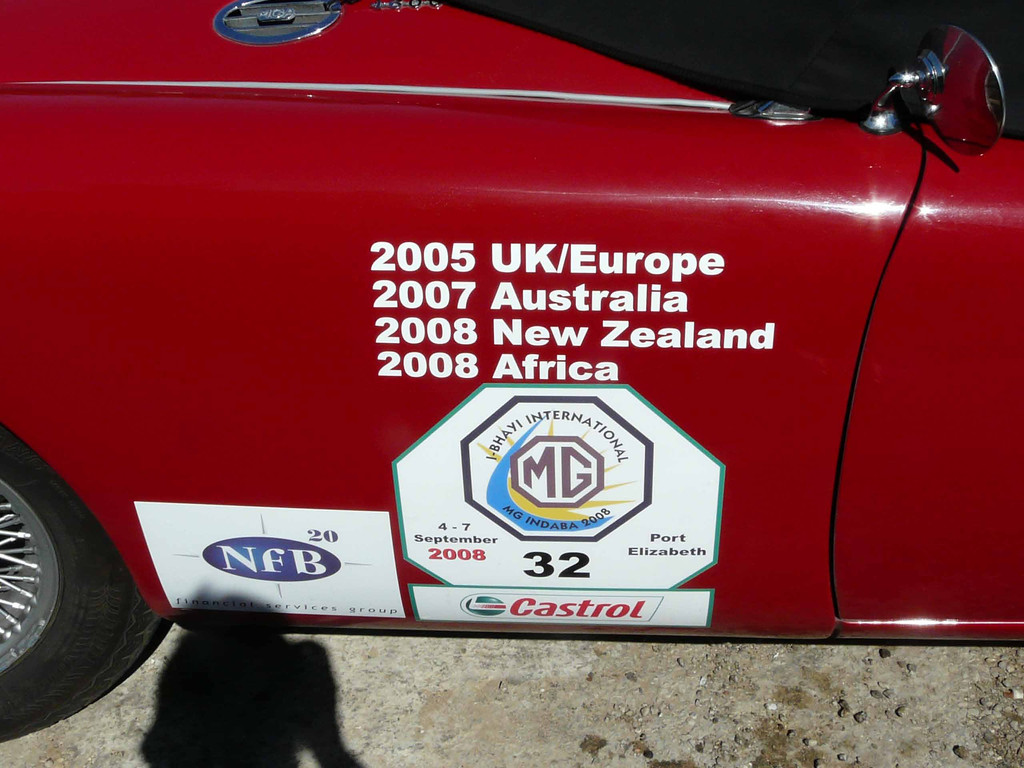 2005 UK/Europe
2007 Australia
2008 New Zealand
2008 Africa
I-BHAYI INTERNATIONAL
MG
MG INDABA 2008
4 - 7
September
2008
32
Port
Elizabeth
Castrol
20
NFB
financial services group